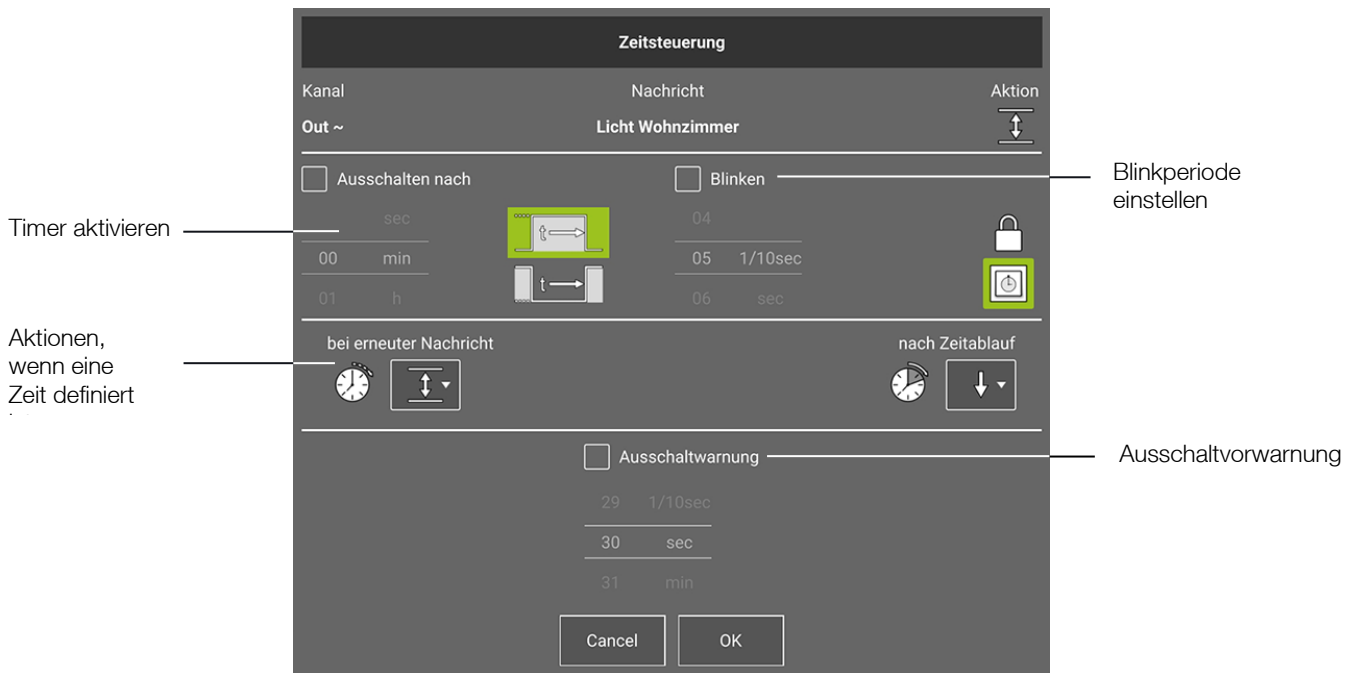 Zeitsteuerung
Kanal Nachricht Aktion
Out ~ Licht Wohnzimmer
Ausschalten nach Blinken
Blinkperiode
einstellen
Timer aktivieren
sec 04
00 min 05 1/10sec
01 h 06 sec
t
t
Aktionen,
wenn eine
Zeit definiert
bei erneuter Nachricht nach Zeitablauf
Ausschaltwarnung
Ausschaltvorwarnung
29 1/10sec
30 sec
31 min
Cancel OK